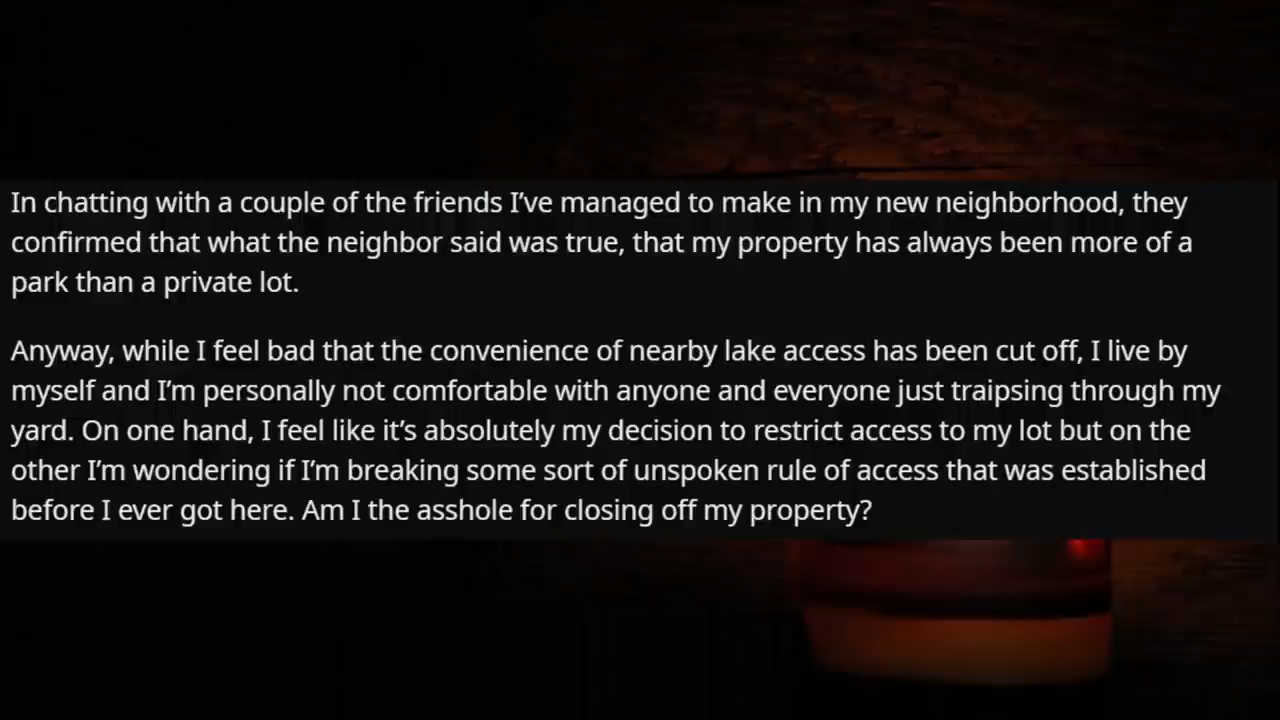 In chatting with a couple of the friends I’ve managed to make in my new neighborhood, they
confirmed that what the neighbor said was true, that my property has always been more of a
park than a private lot.
Anyway, while I feel bad that the convenience of nearby lake access has been cut off, I live by
myself and I’m personally not comfortable with anyone and everyone just traipsing through my
yard. On one hand, I feel like it’s absolutely my decision to restrict access to my lot but on the
other I’m wondering if I’m breaking some sort of unspoken rule of access that was established
before I ever got here. Am I the asshole for closing off my property?